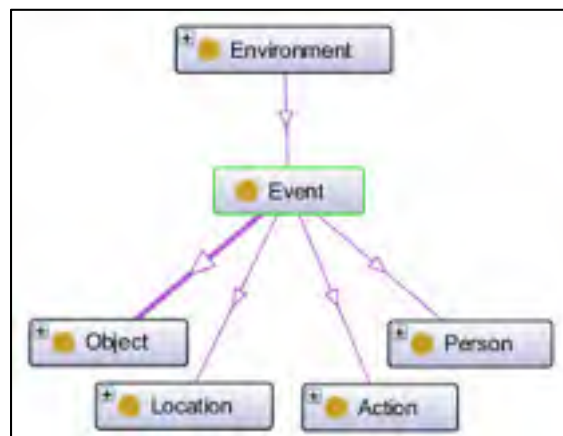 Environment
Event
Object
Person
Location
Action